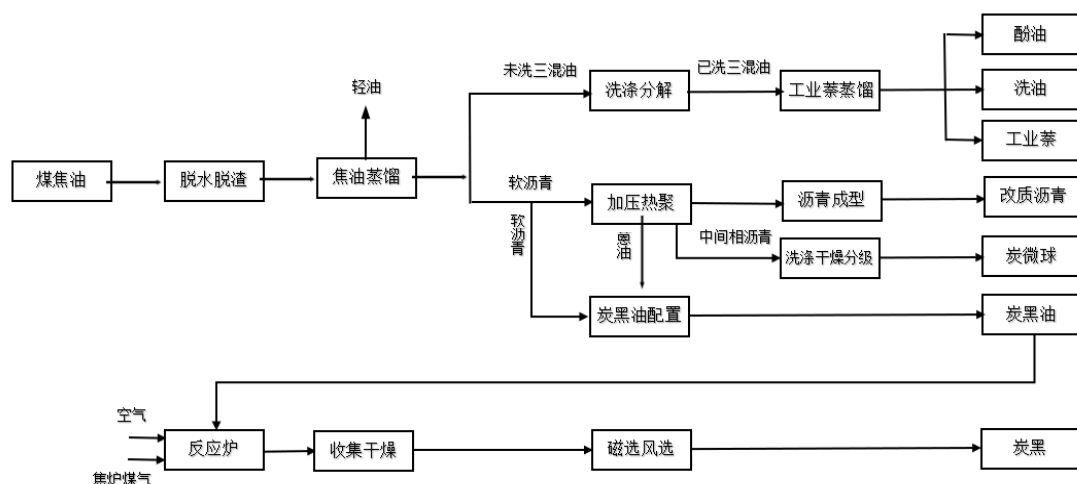 酚油
未洗三混油
已洗三混油
轻油
洗涤分解
工业萘蒸馏
洗油
工业萘
煤焦油
脱水脱渣
焦油蒸馏
软沥青
加压热聚
沥青成型
改质沥青
软沥青
蒽油
中间相沥青
洗涤干燥分级
炭微球
炭黑油配置
炭黑油
空气
反应炉
收集干燥
磁选风选
炭黑
焦炉煤气